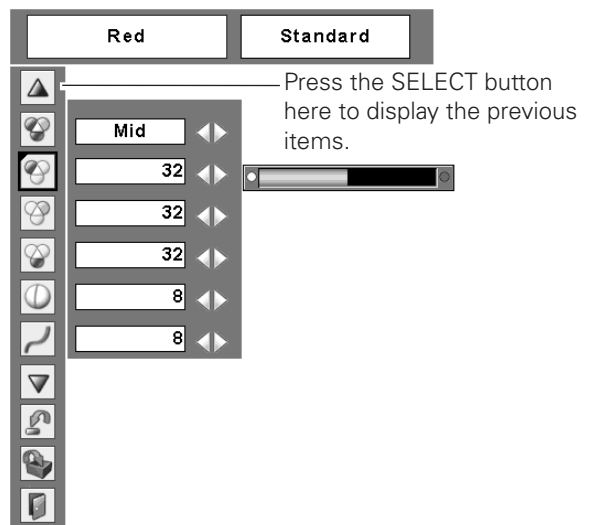 Red
Standard
Press the SELECT button
here to display the previous
items.
Mid
32
32
32
8
8